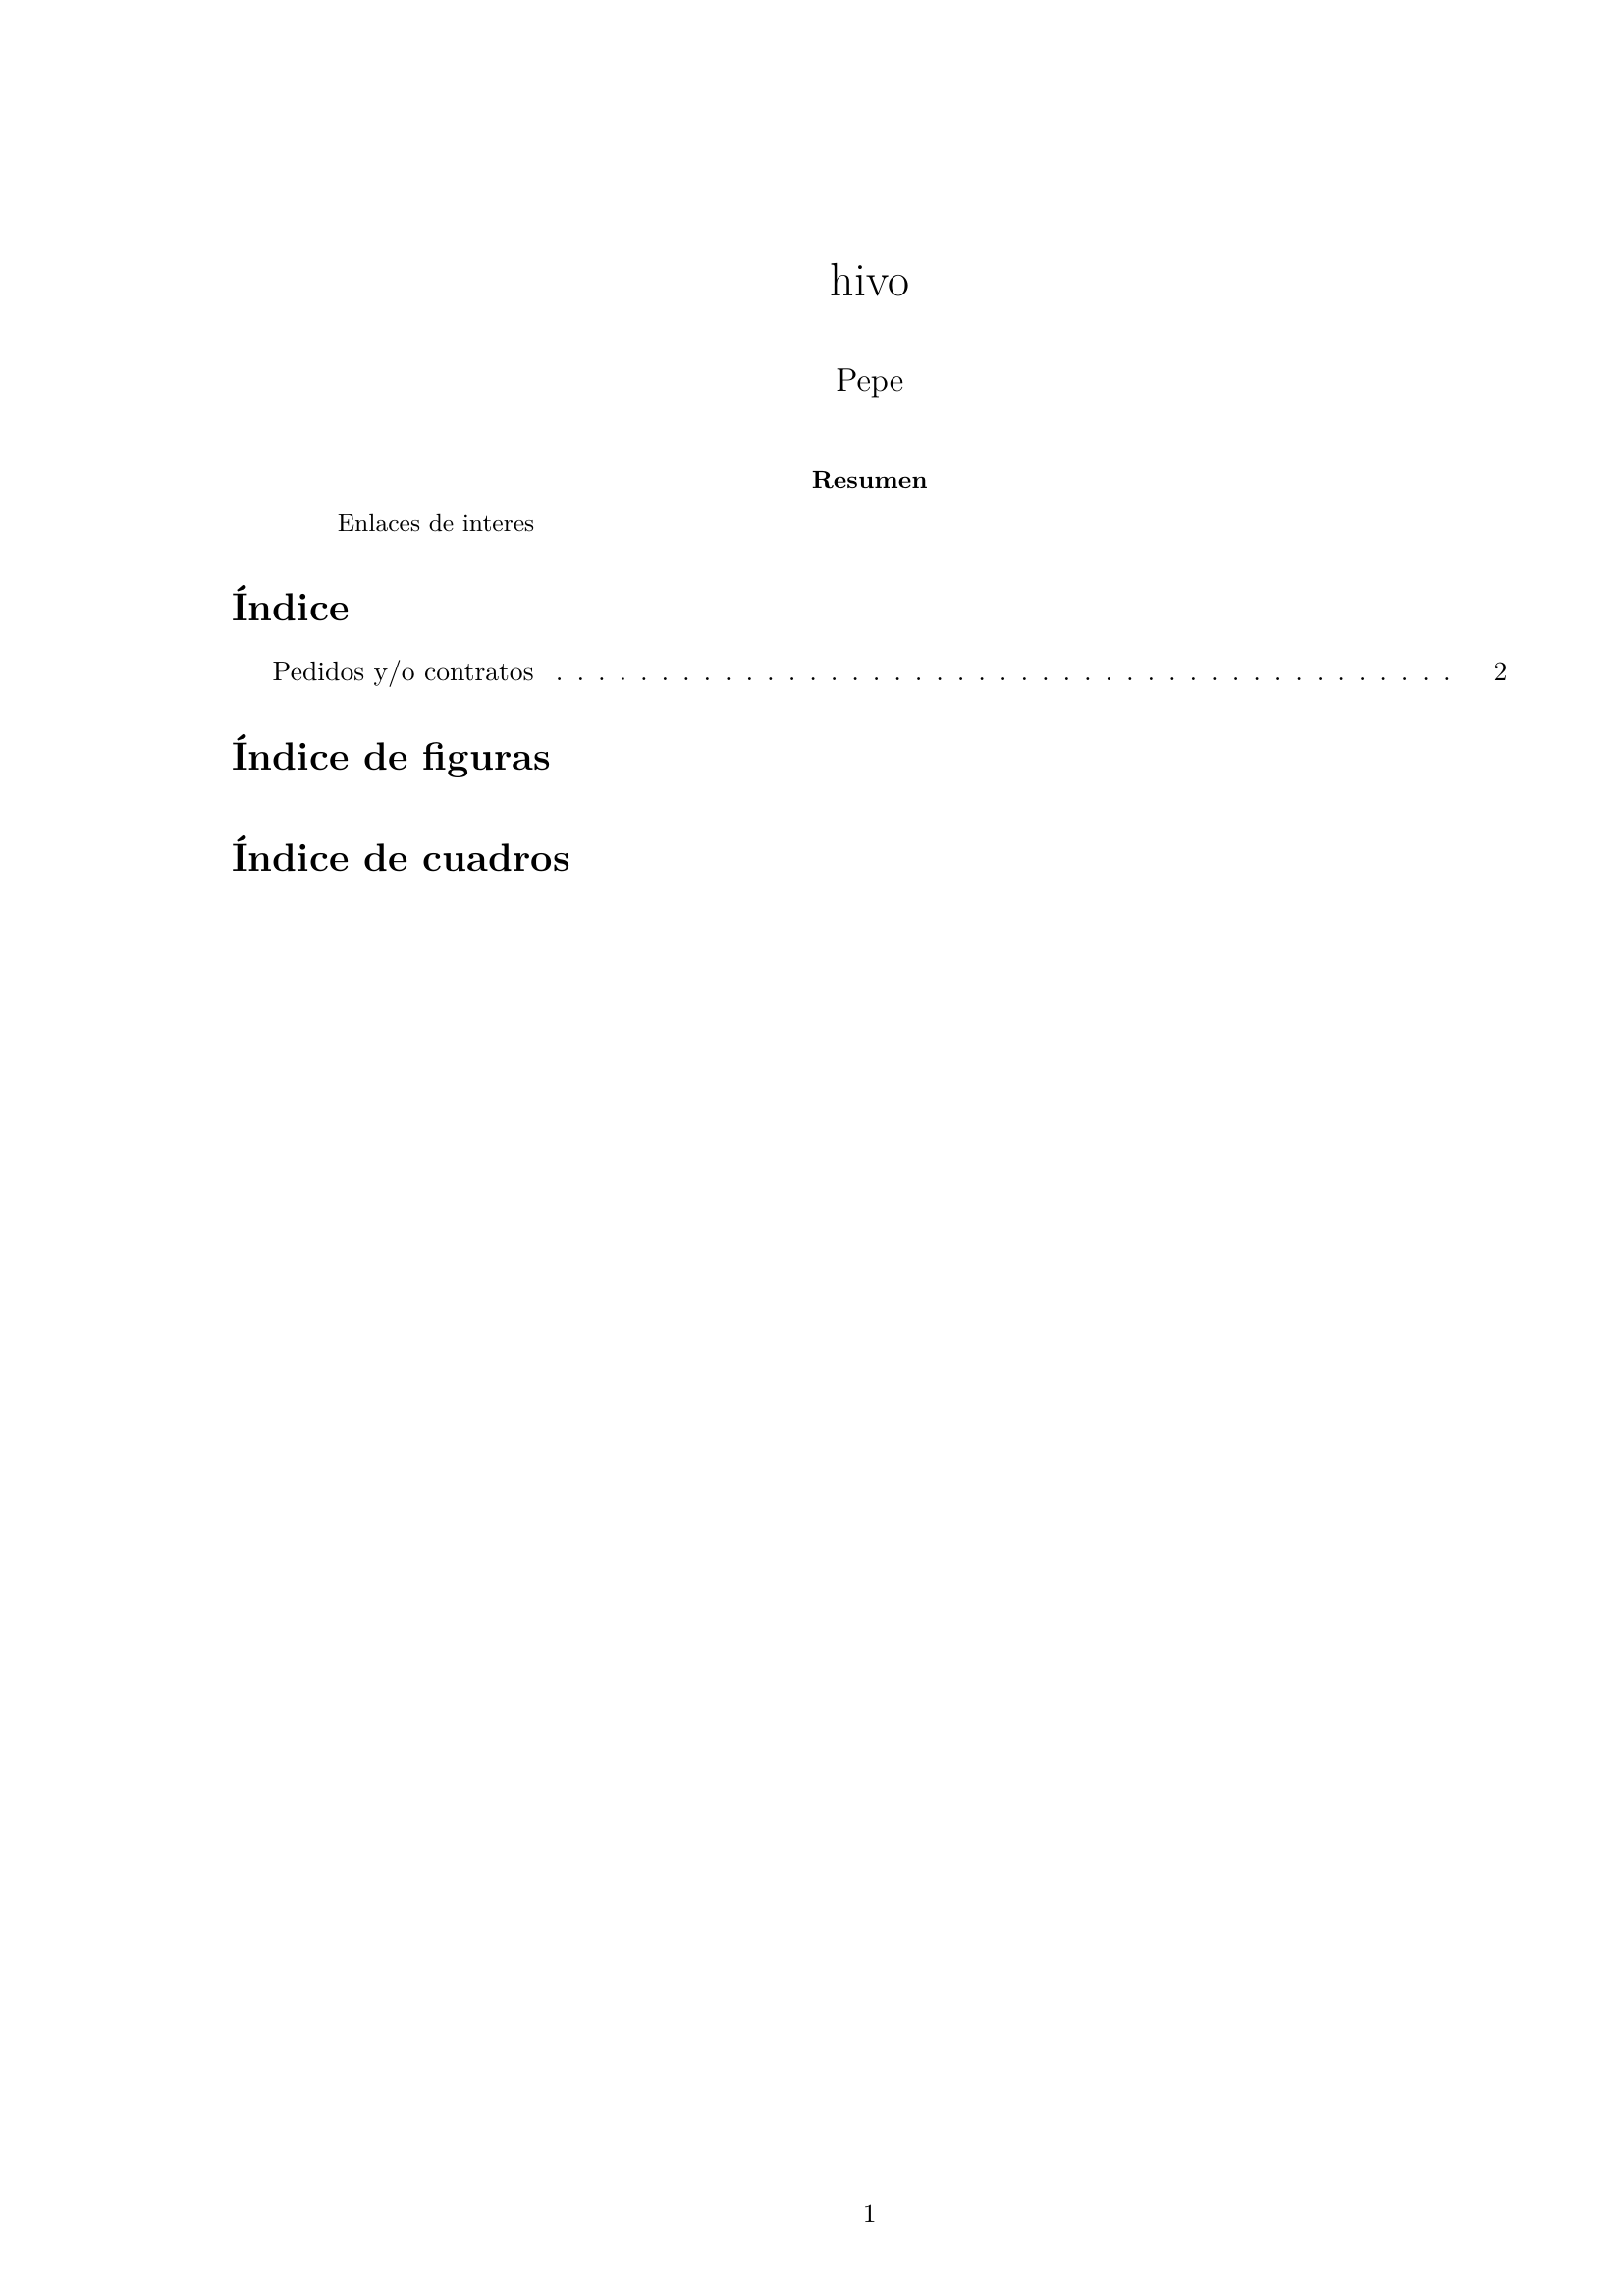 hivo
Pepe
Resumen
Enlaces de interes
Índice
Pedidos y/o contratos . . . . . . . . . . . . . . . . . . . . . . . . . . . . . . . . . . . . . . . . . . . 2
Índice de figuras
Índice de cuadros
1